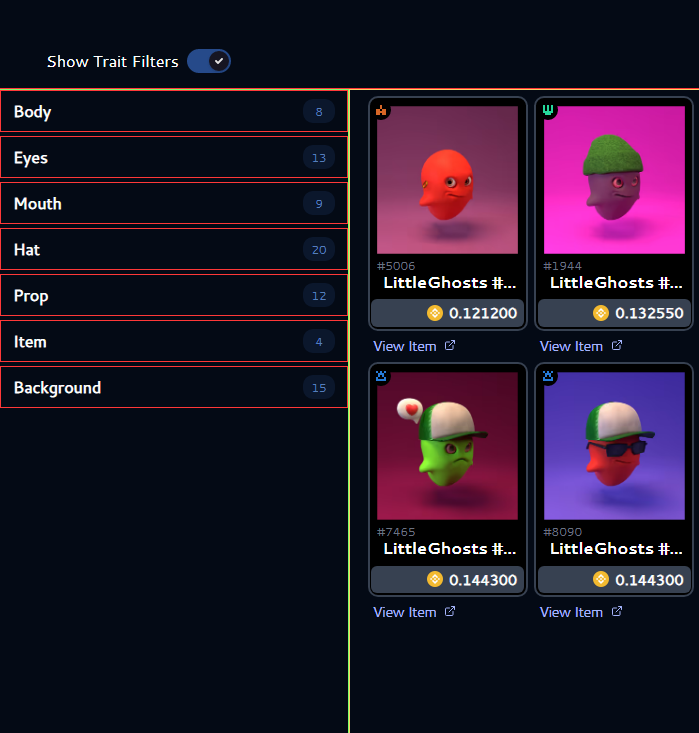 Show Trait Filters
Body 8
Eyes 13
Mouth 9
Hat 20
Prop 12
Item 4
Background 15
#5006
LittleGhosts #...
0.121200
View Item
#1944
LittleGhosts #...
0.132550
View Item
#7465
LittleGhosts #...
0.144300
View Item
#8090
LittleGhosts #...
0.144300
View Item